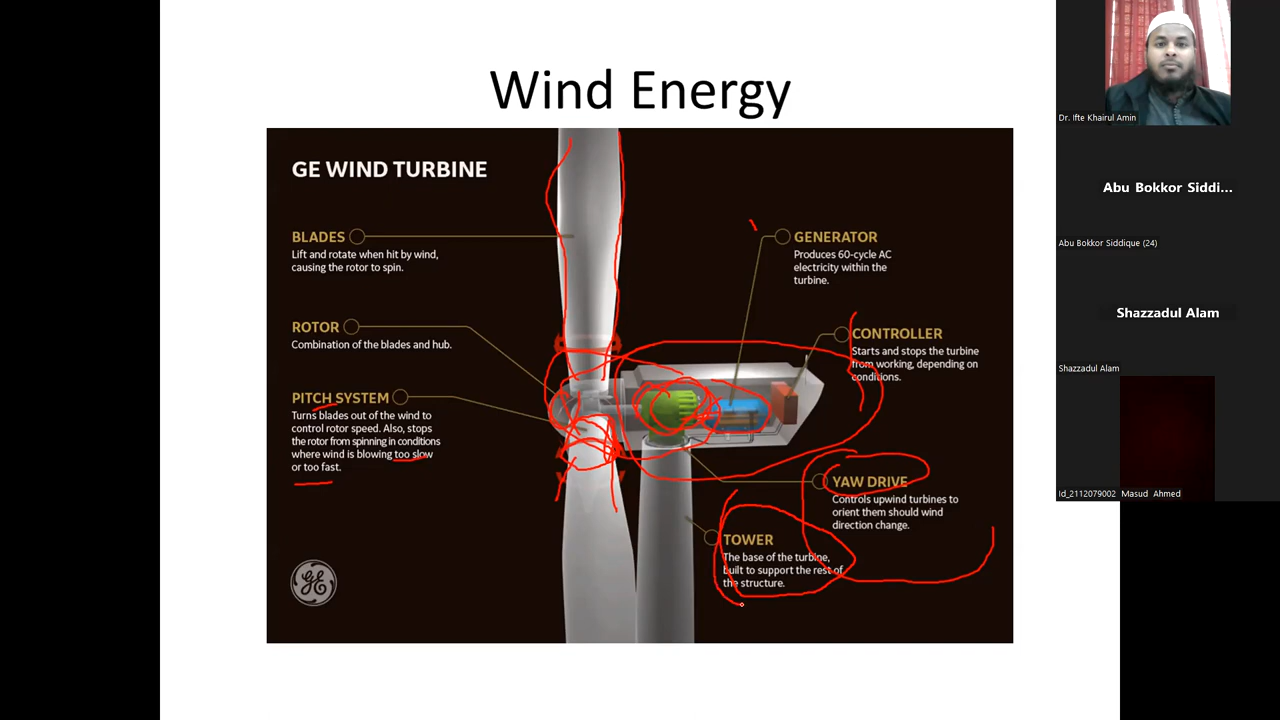 Wind Energy
GE WIND TURBINE
BLADES
Lift and rotate when hit by wind,
causing the rotor to spin.
ROTOR
Combination of the blades and hub.
PITCH SYSTEM
Turns blades out of the wind to
control rotor speed. Also, stops
the rotor from spinning in conditions
where wind is blowing too slow
or too fast.
GE
GENERATOR
Produces 60-cycle AC
electricity within the
turbine.
CONTROLLER
Starts and stops the turbine
from working, depending on
conditions.
YAW DRIVE
Controls upwind turbines to
orient them should wind
direction change.
TOWER
The base of the turbine,
built to support the rest of
the structure.
Dr. Ifte Khairul Amin
Abu Bokkor Siddi...
Abu Bokkor Siddique (24)
Shazzadul Alam
Shazzadul Alam
Id_2112079002 Masud Ahmed